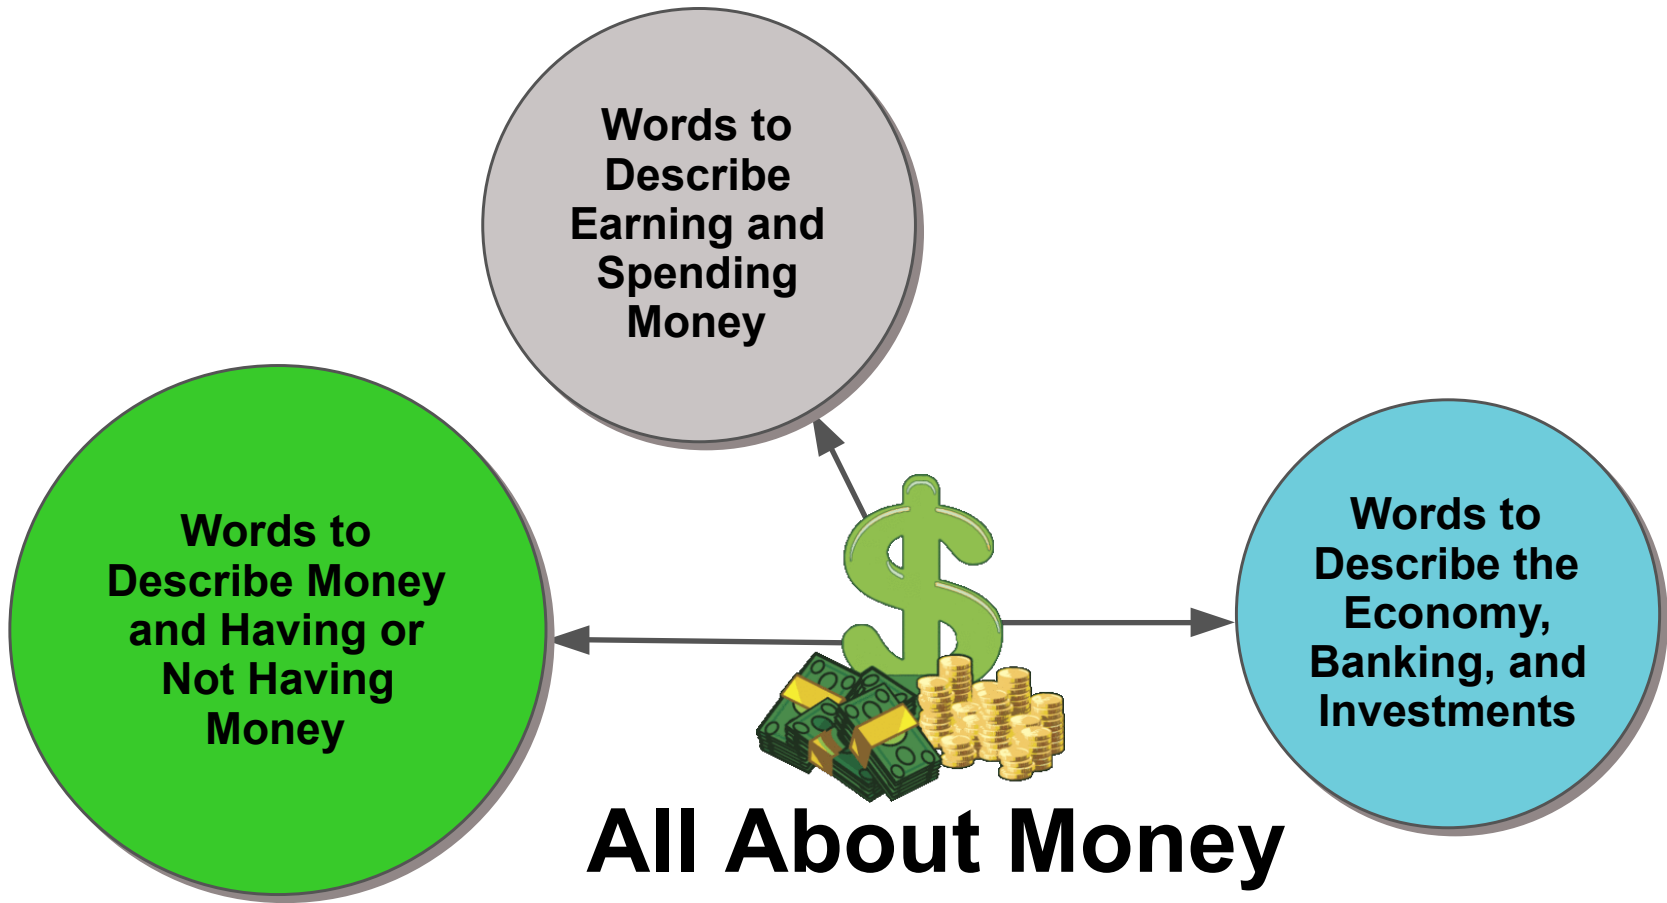 Words to
Describe
Earning and
Spending
Money
Words to
Describe Money
and Having or
Not Having
Money
Words to
Describe the
Economy,
Banking, and
Investments
All About Money